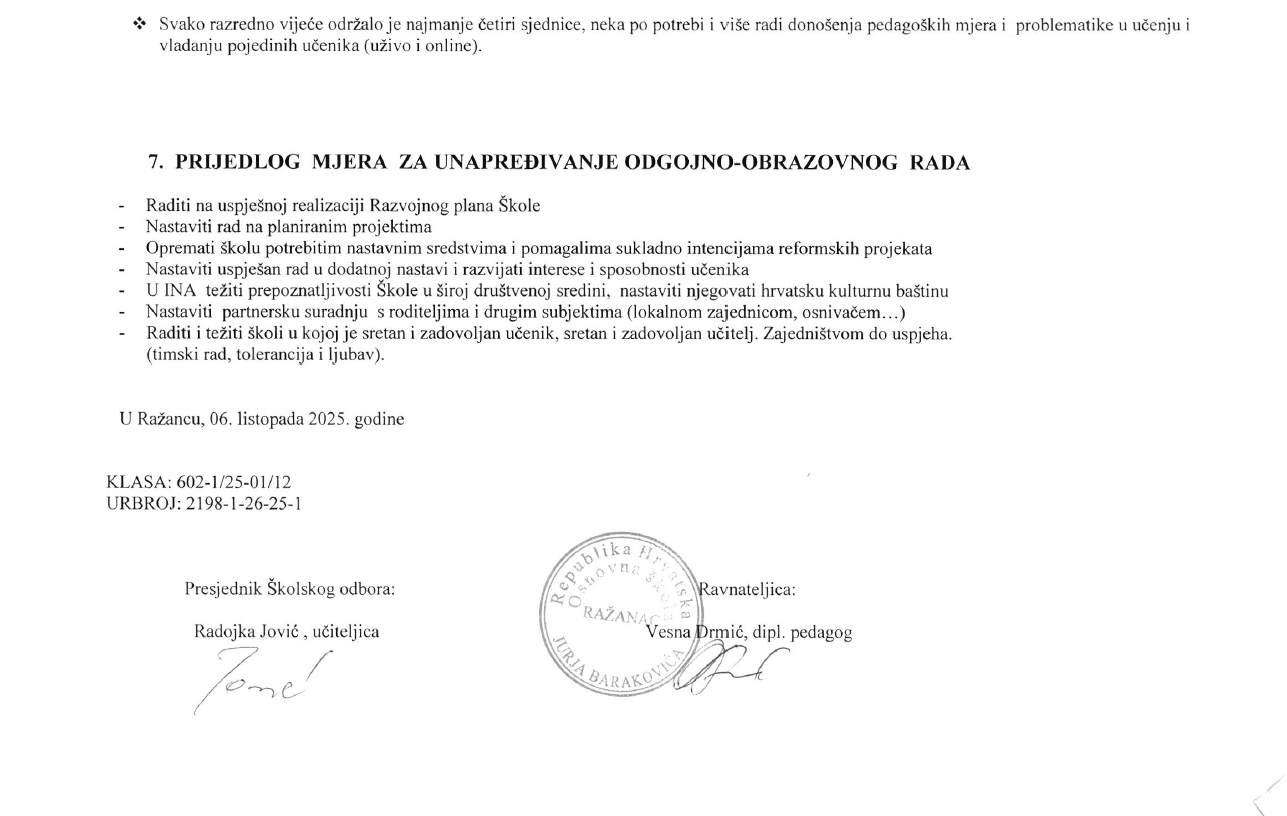 ❖ Svako razredno vijeće održalo je najmanje četiri sjednice, neka po potrebi i više radi donošenja pedagoških mjera i problematike u učenju i
vladanju pojedinih učenika (uživo i online).
7. PRIJEDLOG MJERA ZA UNAPREĐIVANJE ODGOJNO-OBRAZOVNOG RADA
- Raditi na uspješnoj realizaciji Razvojnog plana Škole
- Nastaviti rad na planiranim projektima
- Opremati školu potrebitim nastavnim sredstvima i pomagalima sukladno intencijama reformskih projekata
- Nastaviti uspješan rad u dodatnoj nastavi i razvijati interese i sposobnosti učenika
- U INA težiti prepoznatljivosti Škole u široj društvenoj sredini, nastaviti njegovati hrvatsku kulturnu baštinu
- Nastaviti partnersku suradnju s roditeljima i drugim subjektima (lokalnom zajednicom, osnivačem…)
- Raditi i težiti školi u kojoj je sretan i zadovoljan učenik, sretan i zadovoljan učitelj. Zajedništvom do uspjeha.
(timski rad, tolerancija i ljubav).
U Ražancu, 06. listopada 2025. godine
KLASA: 602-1/25-01/12
URBROJ: 2198-1-26-25-1
Republika Hrvatska
Osnovna škola
RAŽANAC
JURJA BARAKOVIĆA
Presjednik Školskog odbora:
Ravnateljica:
Radojka Jović , učiteljica
Vesna Drmić, dipl. pedagog